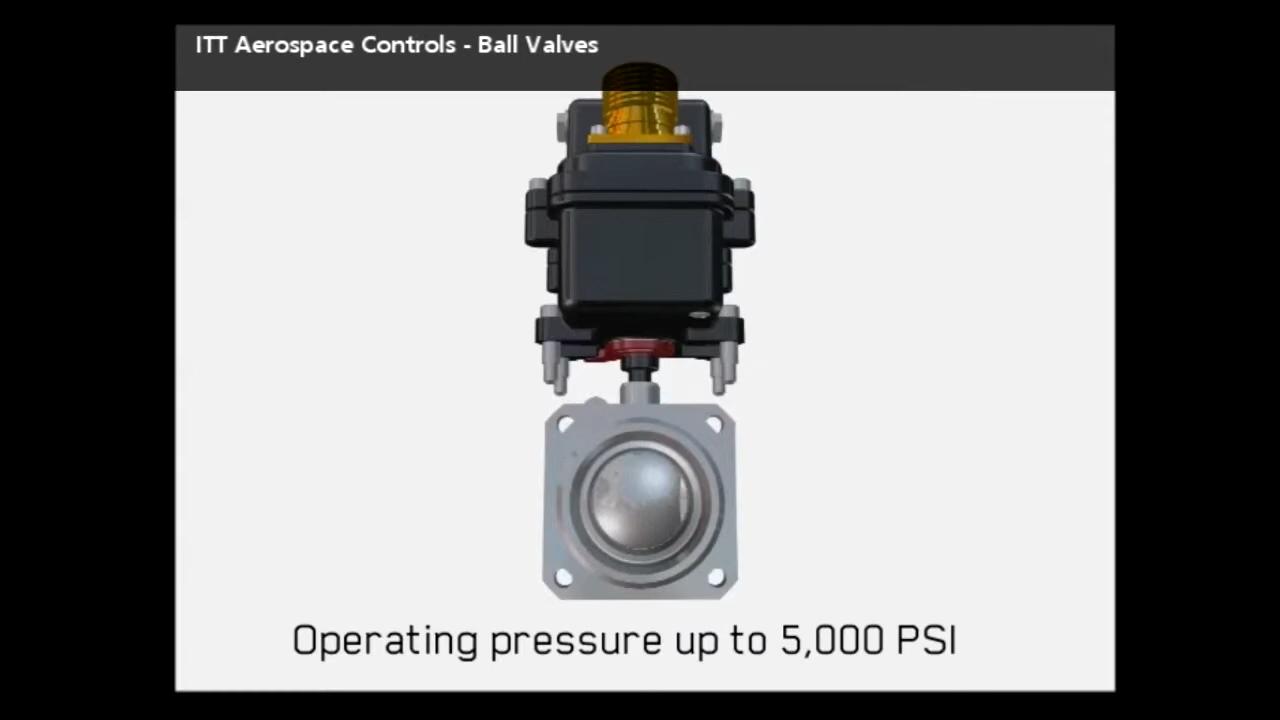 ITT Aerospace Controls - Ball Valves
Operating pressure up to 5,000 PSI